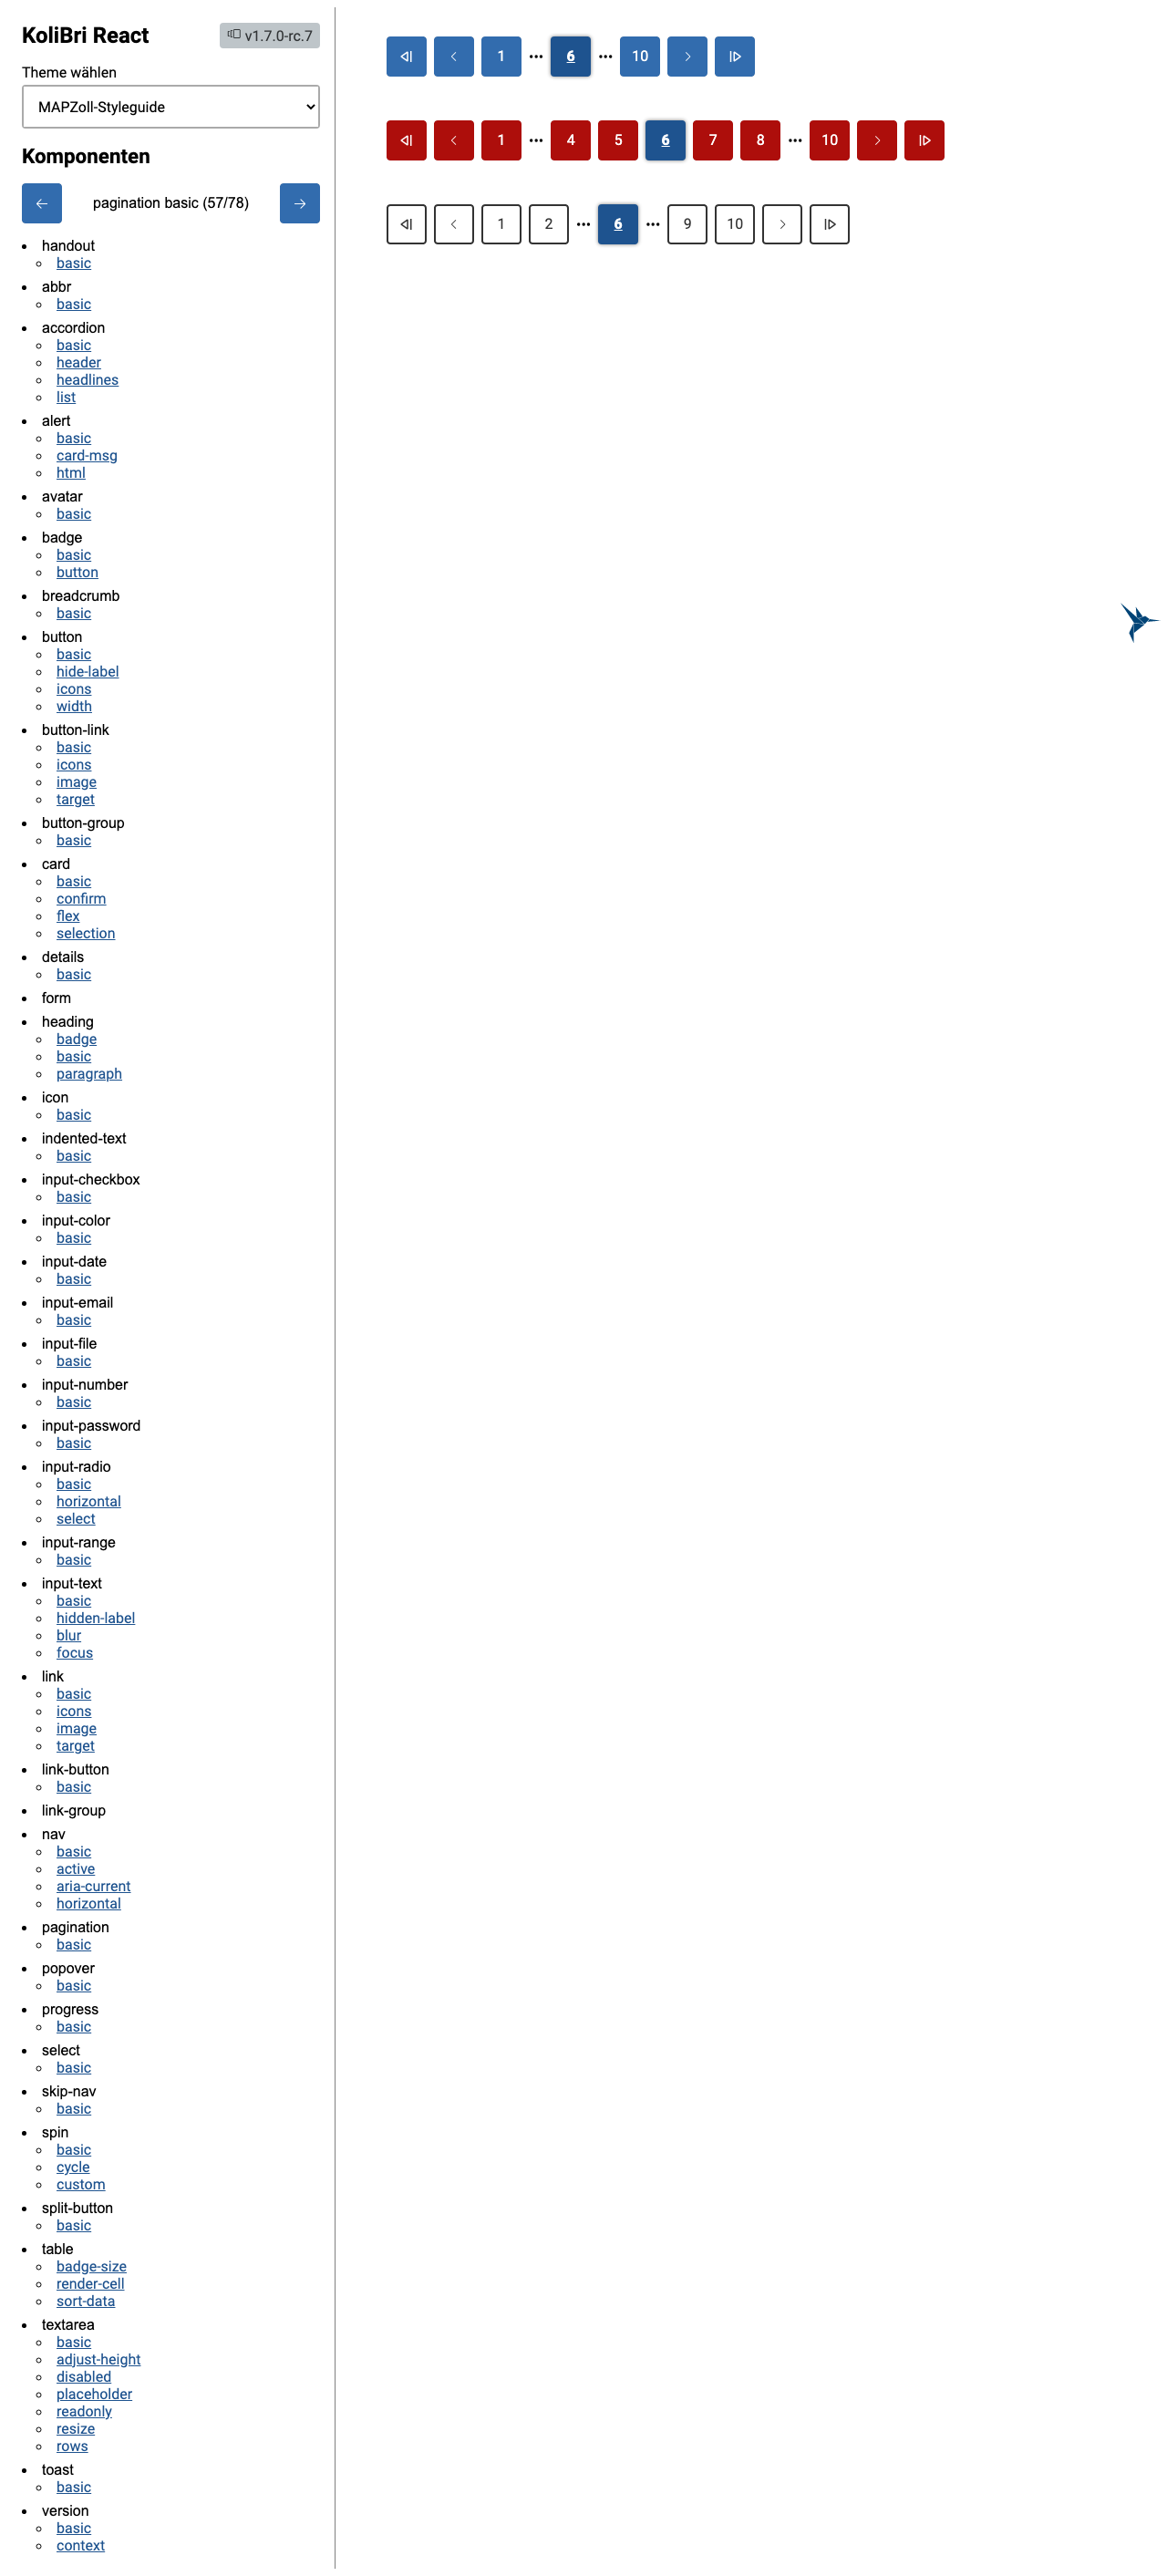 KoliBri React
v1.7.0-rc.7
Theme wählen
MAPZoll-Styleguide
Komponenten
pagination basic (57/78)
handout
basic
abbr
basic
accordion
basic
header
headlines
list
alert
basic
card-msg
html
avatar
basic
badge
basic
button
breadcrumb
basic
button
basic
hide-label
icons
width
button-link
basic
icons
image
target
button-group
basic
card
basic
confirm
flex
selection
details
basic
form
heading
badge
basic
paragraph
icon
basic
indented-text
basic
input-checkbox
basic
input-color
basic
input-date
basic
input-email
basic
input-file
basic
input-number
basic
input-password
basic
input-radio
basic
horizontal
select
input-range
basic
input-text
basic
hidden-label
blur
focus
link
basic
icons
image
target
link-button
basic
link-group
nav
basic
active
aria-current
horizontal
pagination
basic
popover
basic
progress
basic
select
basic
skip-nav
basic
spin
basic
cycle
custom
split-button
basic
table
badge-size
render-cell
sort-data
textarea
basic
adjust-height
disabled
placeholder
readonly
resize
rows
toast
basic
version
basic
context
1 ••• 6 ••• 10
1 ••• 4 5 6 7 8 ••• 10
1 2 ••• 6 ••• 9 10